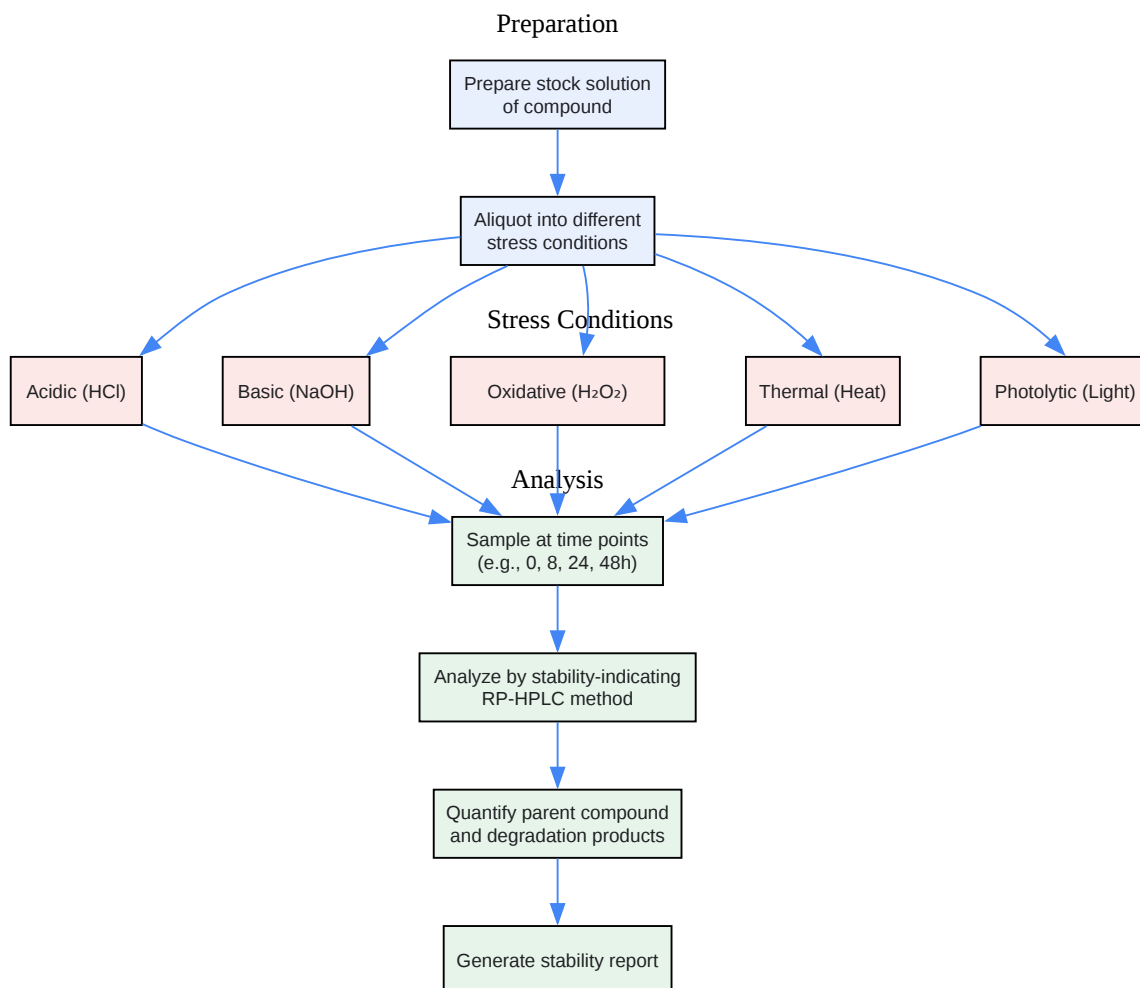 Preparation
Prepare stock solution
of compound
Aliquot into different
stress conditions
Stress Conditions
Acidic (HCl)
Basic (NaOH)
Oxidative (H₂O₂)
Thermal (Heat)
Photolytic (Light)
Analysis
Sample at time points
(e.g., 0, 8, 24, 48h)
Analyze by stability-indicating
RP-HPLC method
Quantify parent compound
and degradation products
Generate stability report